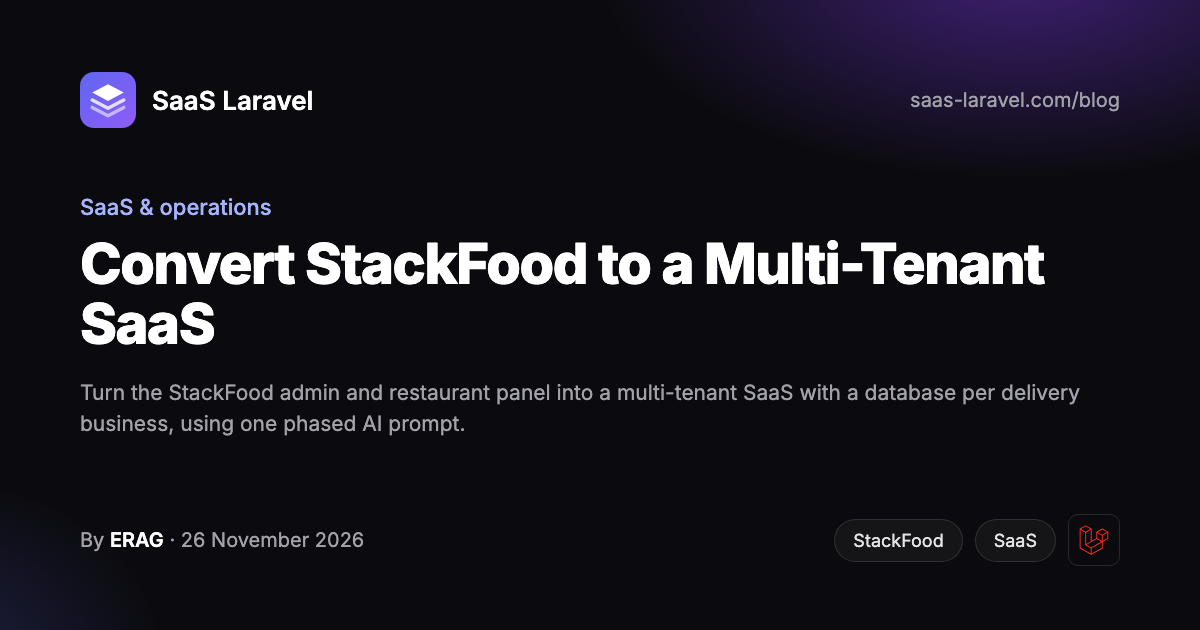 SaaS Laravel
saas-laravel.com/blog
SaaS & operations
Convert StackFood to a Multi-Tenant
SaaS
Turn the StackFood admin and restaurant panel into a multi-tenant SaaS with a database per delivery
business, using one phased AI prompt.
By ERAG · 26 November 2026
StackFood
SaaS